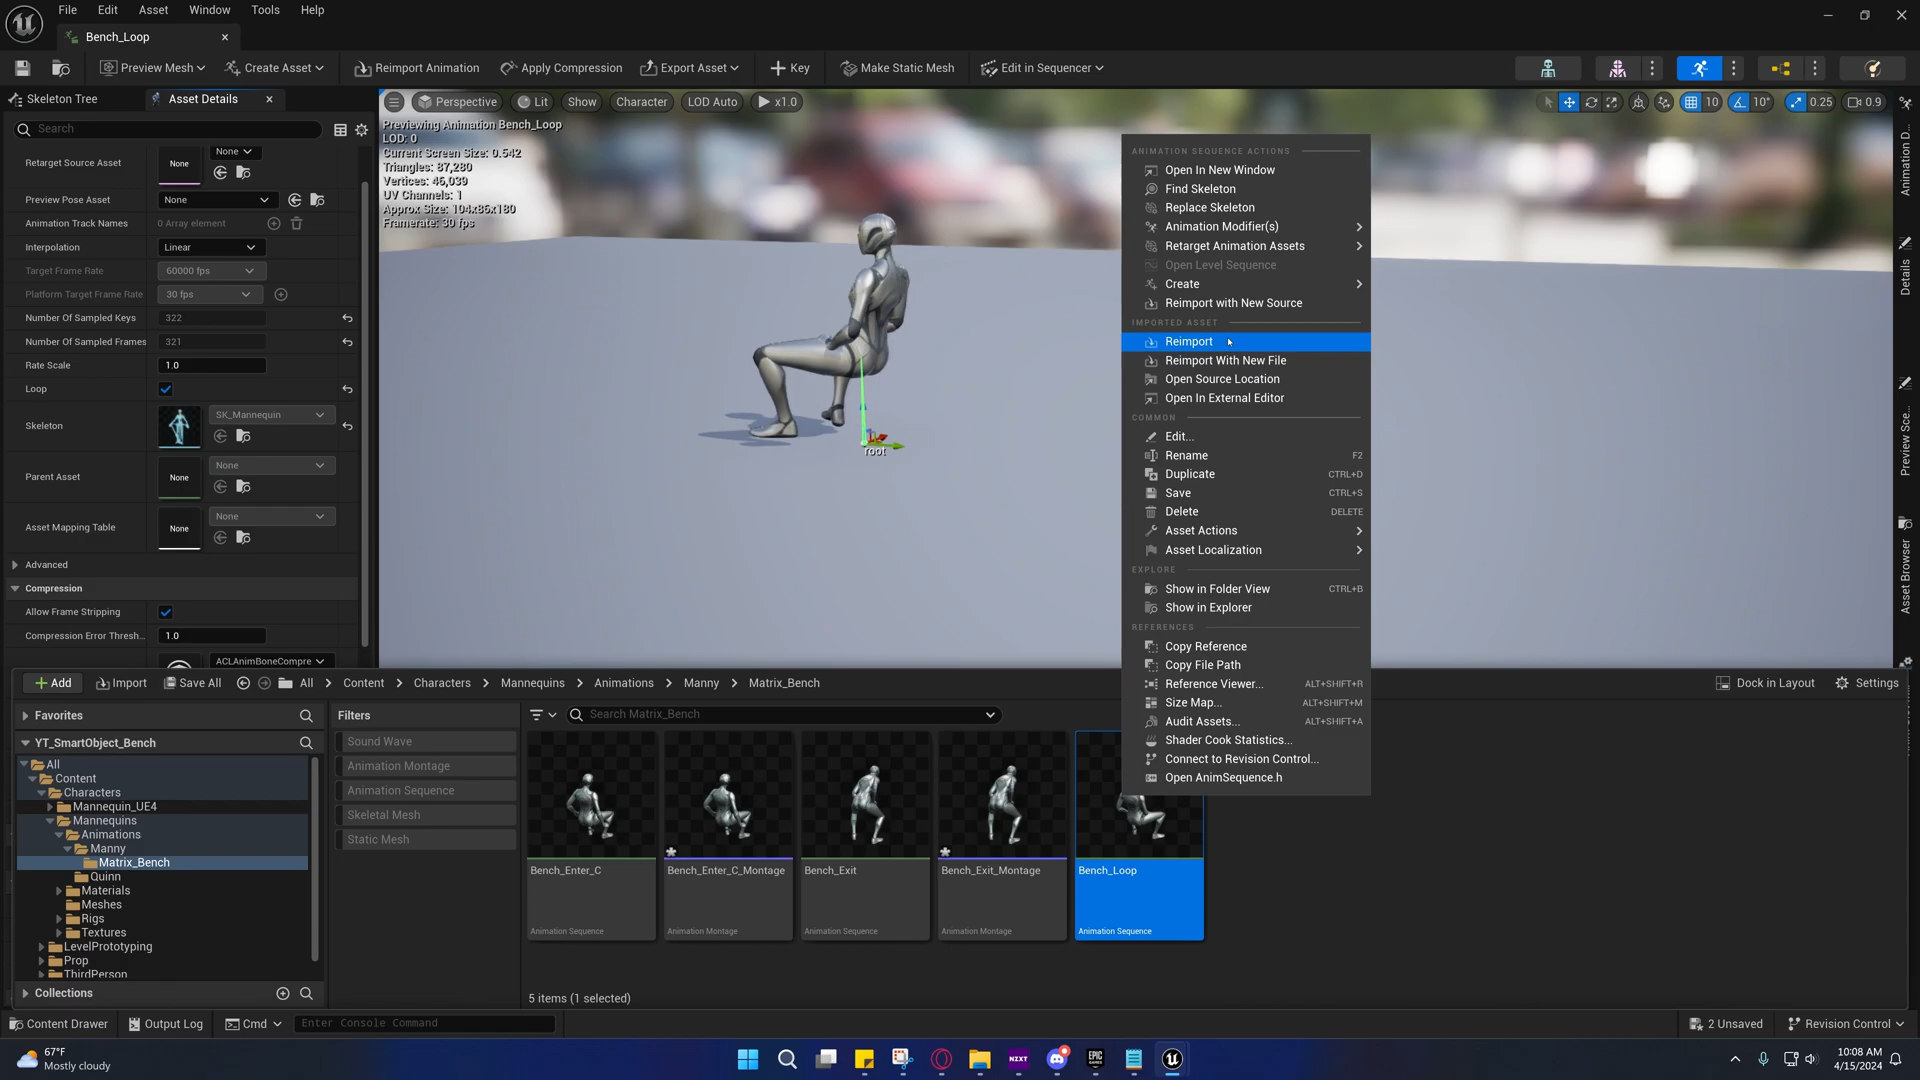 File Edit Asset Window Tools Help
Bench_Loop
Preview Mesh Create Asset Reimport Animation Apply Compression Export Asset Key Make Static Mesh Edit in Sequencer
Skeleton Tree Asset Details
Search
Retarget Source Asset None None
Preview Pose Asset None
Animation Track Names 0 Array element
Interpolation Linear
Target Frame Rate 60000 fps
Platform Target Frame Rate 30 fps
Number Of Sampled Keys 322
Number Of Sampled Frames 321
Rate Scale 1.0
Loop
Skeleton SK_Mannequin
Parent Asset None None
Asset Mapping Table None None
Advanced
Compression
Allow Frame Stripping
Compression Error Thresh... 1.0
ACLAnimBoneCompre
Perspective Lit Show Character LOD Auto x1.0
10 10° 0.25 0.9
Previewing Animation Bench_Loop
LOD: 0
Current Screen Size: 0.542
Triangles: 87,280
Vertices: 46,039
UV Channels: 1
Approx Size: 104x86x180
Framerate: 30 fps
root
ANIMATION SEQUENCE ACTIONS
Open In New Window
Find Skeleton
Replace Skeleton
Animation Modifier(s)
Retarget Animation Assets
Open Level Sequence
Create
Reimport with New Source
IMPORTED ASSET
Reimport
Reimport With New File
Open Source Location
Open In External Editor
COMMON
Edit...
Rename F2
Duplicate CTRL+D
Save CTRL+S
Delete DELETE
Asset Actions
Asset Localization
EXPLORE
Show in Folder View CTRL+B
Show in Explorer
REFERENCES
Copy Reference
Copy File Path
Reference Viewer... ALT+SHIFT+R
Size Map... ALT+SHIFT+M
Audit Assets... ALT+SHIFT+A
Shader Cook Statistics...
Connect to Revision Control...
Open AnimSequence.h
Animation D...
Details
Preview Sce...
Asset Browser
Add Import Save All All Content Characters Mannequins Animations Manny Matrix_Bench Dock in Layout Settings
Favorites
YT_SmartObject_Bench
All
Content
Characters
Mannequin_UE4
Mannequins
Animations
Manny
Matrix_Bench
Quinn
Materials
Meshes
Rigs
Textures
LevelPrototyping
Prop
ThirdPerson
Collections
Filters
Sound Wave
Animation Montage
Animation Sequence
Skeletal Mesh
Static Mesh
Search Matrix_Bench
Bench_Enter_C Bench_Enter_C_Montage Bench_Exit Bench_Exit_Montage Bench_Loop
Animation Sequence Animation Montage Animation Sequence Animation Montage Animation Sequence
5 items (1 selected)
Content Drawer Output Log Cmd Enter Console Command 2 Unsaved Revision Control
67°F
Mostly cloudy
NZXT
EPIC GAMES
10:08 AM
4/15/2024